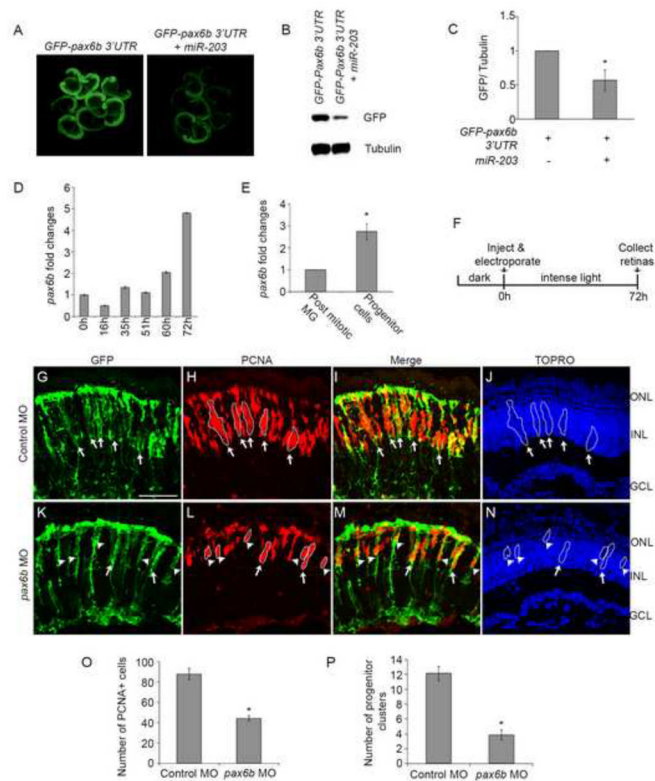 A
GFP-pax6b 3'UTR
GFP-pax6b 3'UTR
+ miR-203
B
GFP-Pax6b 3'UTR
GFP-Pax6b 3'UTR
+ miR-203
GFP
Tubulin
C
GFP/ Tubulin
1.5
1
0.5
0
*
GFP-pax6b
3'UTR
+
+
miR-203
-
+
D
pax6b fold changes
6
5
4
3
2
1
0
0h
16h
35h
51h
60h
72h
E
pax6b fold changes
4
3
2
1
0
*
Post mitotic
MG
Progenitor
cells
F
Inject &
electroporate
Collect
retinas
dark
intense light
0h
72h
GFP
PCNA
Merge
TOPRO
Control MO
G
H
I
J
ONL
INL
GCL
pax6b MO
K
L
M
N
ONL
INL
GCL
O
Number of PCNA+ cells
100
80
60
40
20
0
*
Control MO
pax6b MO
P
Number of progenitor
clusters
14
12
10
8
6
4
2
0
*
Control MO
pax6b MO